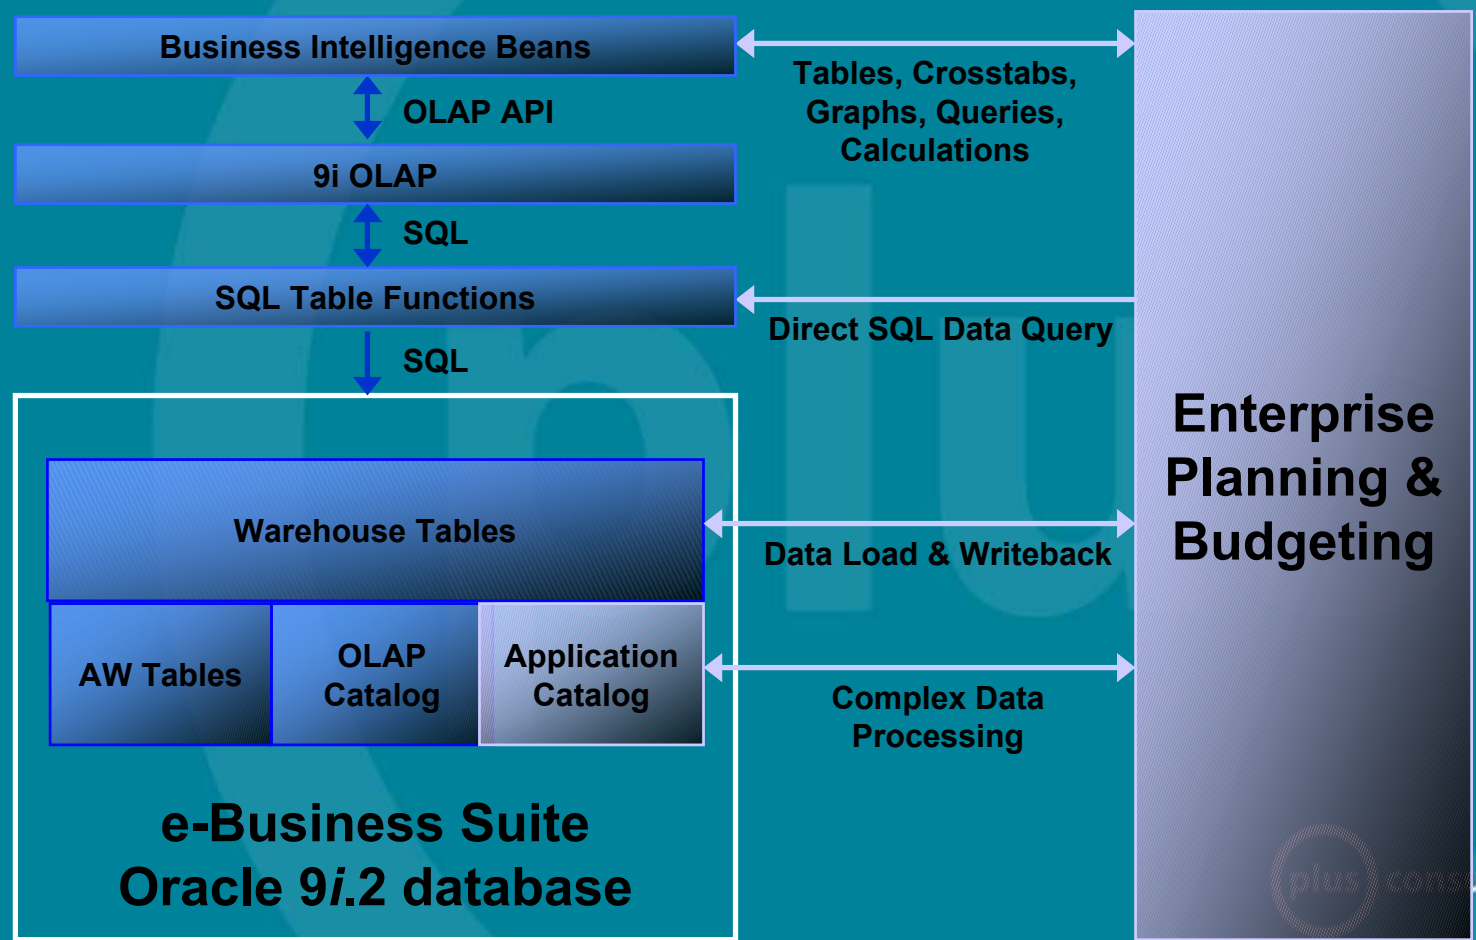 Business Intelligence Beans
OLAP API
9i OLAP
SQL
SQL Table Functions
SQL
Tables, Crosstabs,
Graphs, Queries,
Calculations
Direct SQL Data Query
Warehouse Tables
Data Load & Writeback
AW Tables
OLAP
Catalog
Application
Catalog
Complex Data
Processing
e-Business Suite
Oracle 9i.2 database
Enterprise
Planning &
Budgeting
plus